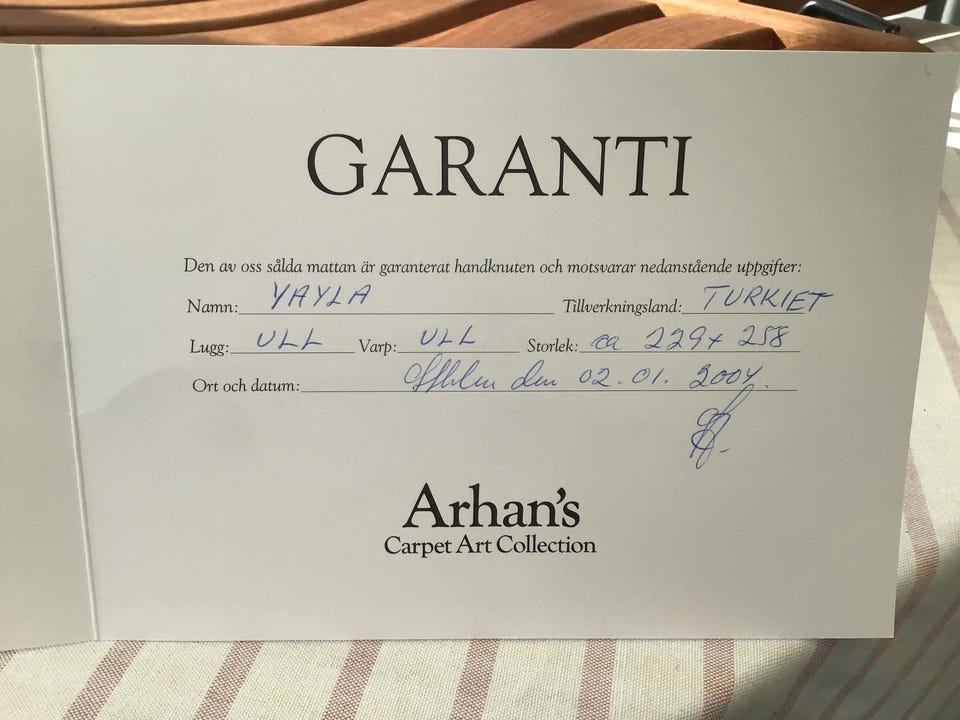 GARANTI
Den av oss sålda mattan är garanterat handknuten och motsvarar nedanstående uppgifter:
Namn: YAYLA Tillverkningsland: TURKIET
Lugg: ULL Varp: ULL Storlek: ca 229 x 258
Ort och datum: den 02.01.2004.
Arhan's
Carpet Art Collection